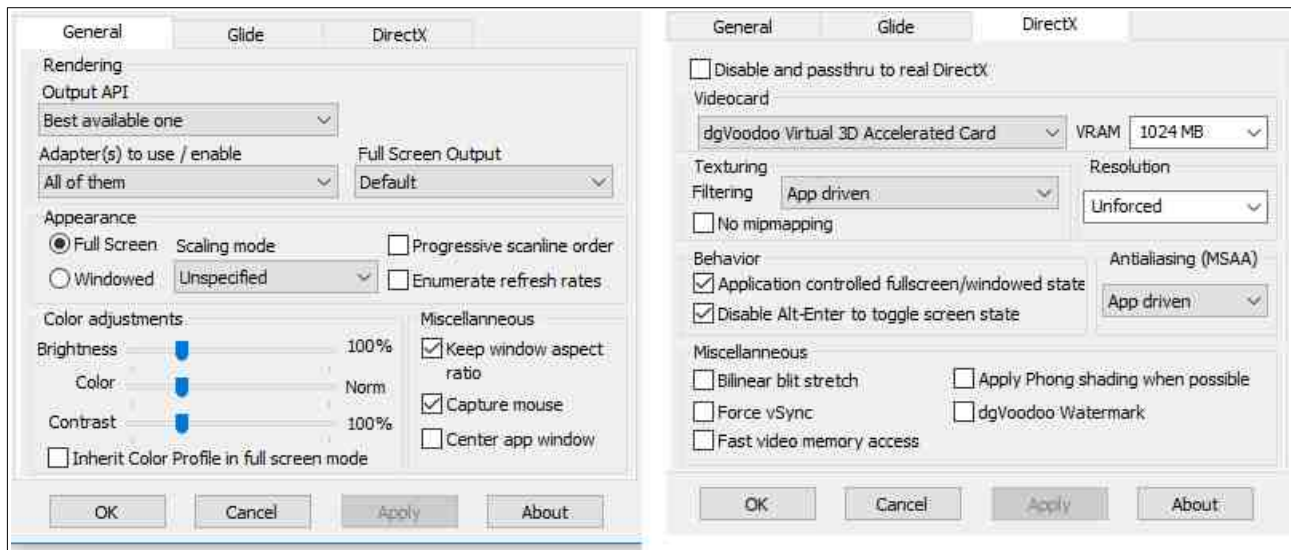 General Glide DirectX
Rendering
Output API
Best available one
Adapter(s) to use / enable Full Screen Output
All of them Default
Appearance
Full Screen Scaling mode Progressive scanline order
Windowed Unspecified Enumerate refresh rates
Color adjustments Miscellaneous
Brightness 100% Keep window aspect
ratio
Color Norm
Capture mouse
Contrast 100%
Center app window
Inherit Color Profile in full screen mode
OK Cancel Apply About
General Glide DirectX
Disable and passthru to real DirectX
Videocard
dgVoodoo Virtual 3D Accelerated Card VRAM 1024 MB
Texturing Resolution
Filtering App driven Unforced
No mipmapping
Behavior Antialiasing (MSAA)
Application controlled fullscreen/windowed state
Disable Alt-Enter to toggle screen state App driven
Miscellaneous
Bilinear blit stretch Apply Phong shading when possible
Force vSync dgVoodoo Watermark
Fast video memory access
OK Cancel Apply About